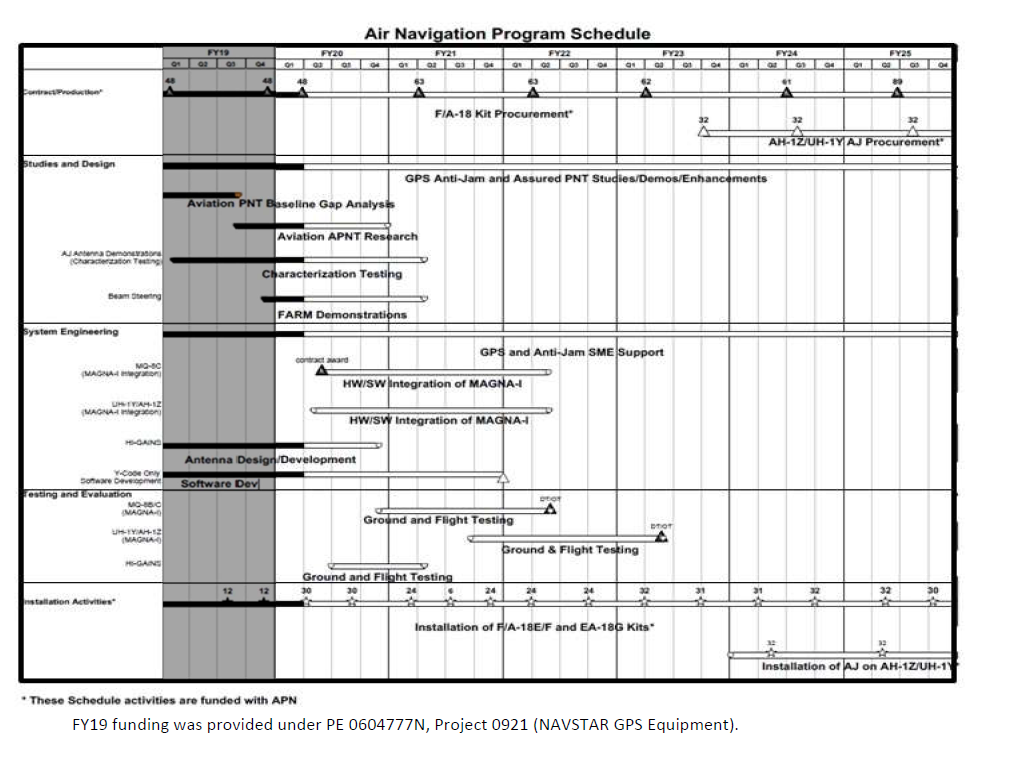 Air Navigation Program Schedule
FY19 FY20 FY21 FY22 FY23 FY24 FY25
Q1 Q2 Q3 Q4 Q1 Q2 Q3 Q4 Q1 Q2 Q3 Q4 Q1 Q2 Q3 Q4 Q1 Q2 Q3 Q4 Q1 Q2 Q3 Q4 Q1 Q2 Q3 Q4
48 48 48 63 63 62 61 89
Contract/Production*
F/A-18 Kit Procurement*
32 32 32
AH-1Z/UH-1Y AJ Procurement*
Studies and Design
GPS Anti-Jam and Assured PNT Studies/Demos/Enhancements
Aviation PNT Baseline Gap Analysis
Aviation APNT Research
AJ Antenna Demonstrations
(Characterization Testing)
Characterization Testing
Beam Steering
FARM Demonstrations
System Engineering
GPS and Anti-Jam SME Support
contract award
MQ-8C
(MAGNA-I Integration)
HW/SW Integration of MAGNA-I
UH-1Y/AH-1Z
(MAGNA-I Integration)
HW/SW Integration of MAGNA-I
HI-GAINS
Antenna Design/Development
Y-Code Only
Software Development
Software Dev
Testing and Evaluation
MQ-8B/C
(MAGNA-I)
DT/OT
Ground and Flight Testing
UH-1Y/AH-1Z
(MAGNA-I)
DT/OT
Ground & Flight Testing
HI-GAINS
Ground and Flight Testing
12 12 30 30 24 6 24 24 24 32 31 31 32 32 30
Installation Activities*
Installation of F/A-18E/F and EA-18G Kits*
32 32
Installation of AJ on AH-1Z/UH-1Y*
* These Schedule activities are funded with APN
FY19 funding was provided under PE 0604777N, Project 0921 (NAVSTAR GPS Equipment).